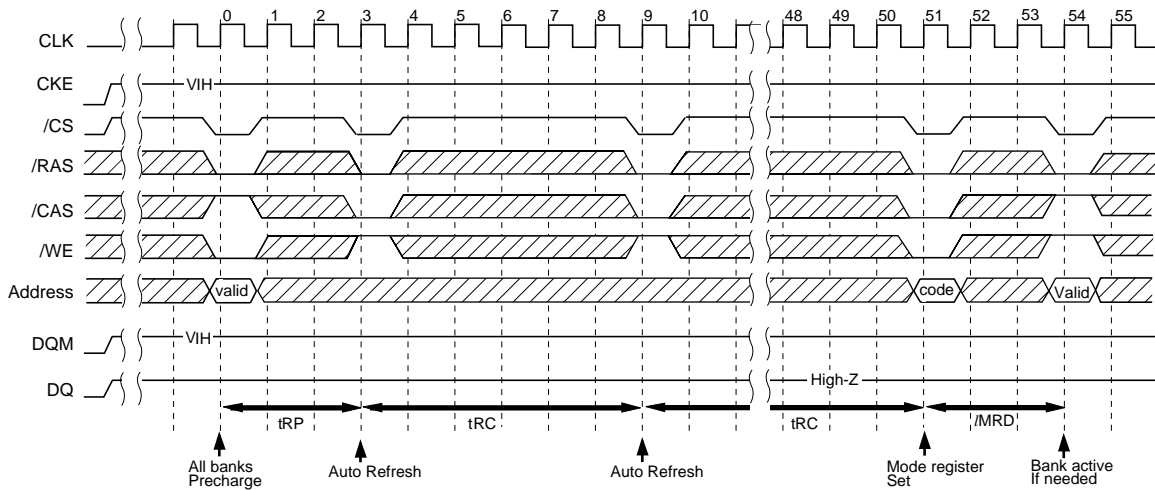 0 1 2 3 4 5 6 7 8 9 10 48 49 50 51 52 53 54 55
CLK
CKE VIH
/CS
/RAS
/CAS
/WE
Address valid code Valid
DQM VIH
DQ High-Z
tRP tRC tRC lMRD
All banks
Precharge
Auto Refresh
Auto Refresh
Mode register
Set
Bank active
If needed